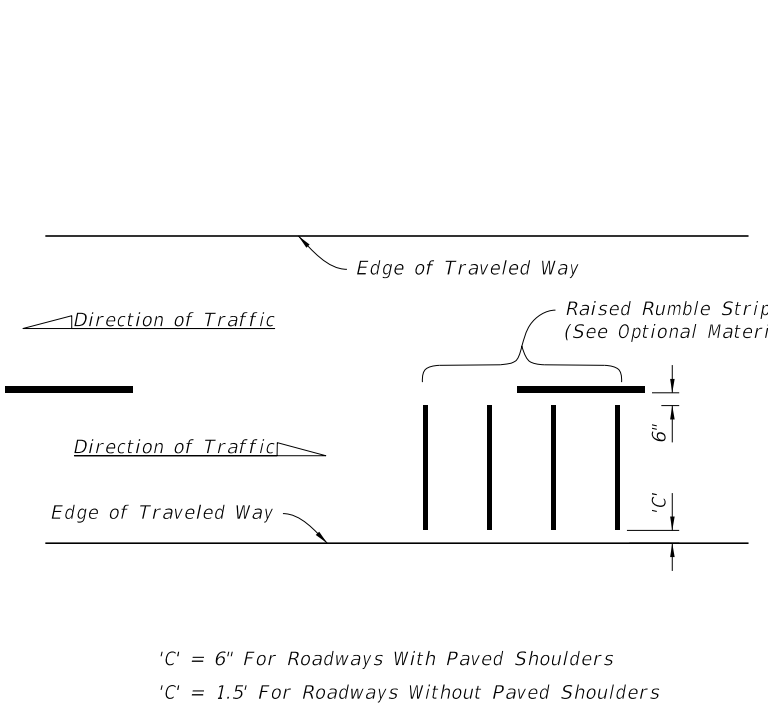 Edge of Traveled Way
Direction of Traffic
Raised Rumble Strip
(See Optional Materi
6"
Direction of Traffic
'C'
Edge of Traveled Way
'C' = 6" For Roadways With Paved Shoulders
'C' = 1.5' For Roadways Without Paved Shoulders